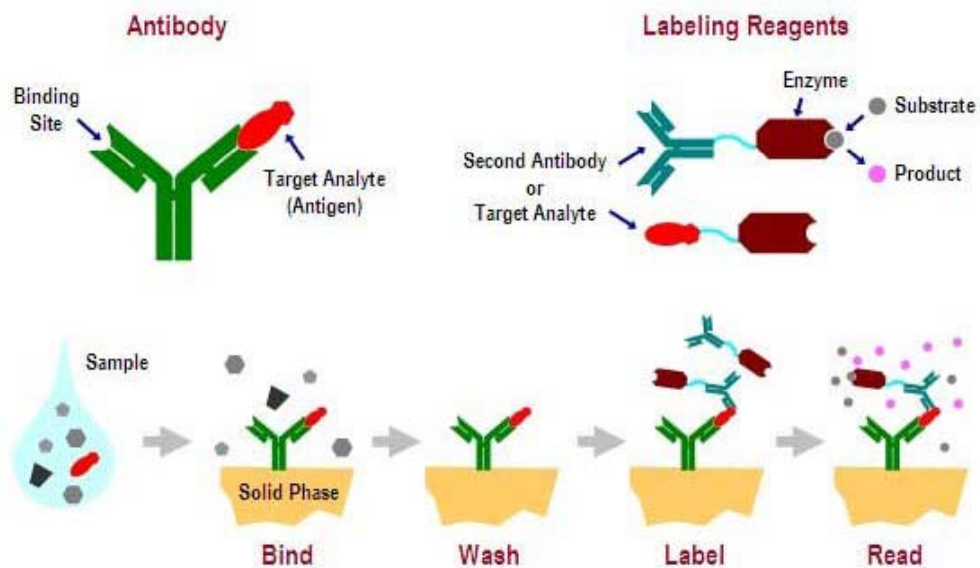 Antibody
Labeling Reagents
Binding
Site
Target Analyte
(Antigen)
Enzyme
Substrate
Product
Second Antibody
or
Target Analyte
Sample
Solid Phase
Bind
Wash
Label
Read